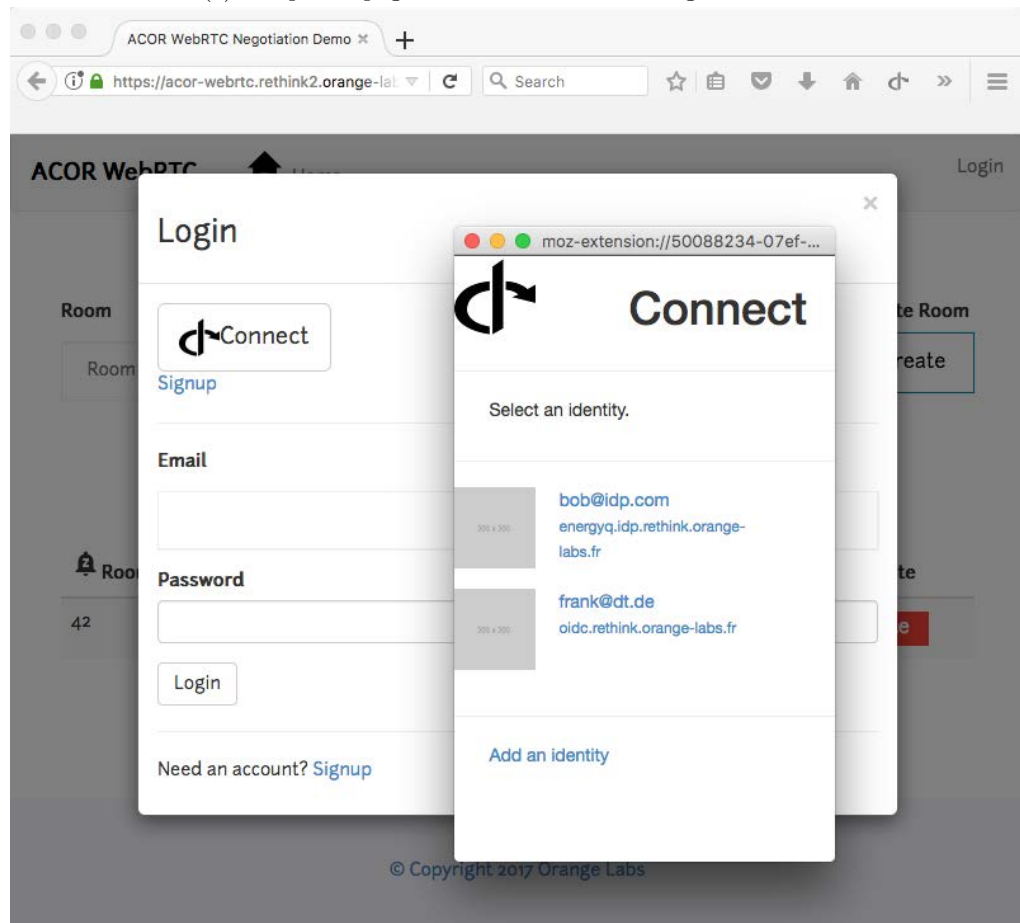 ACOR WebRTC Negotiation Demo
https://acor-webrtc.rethink2.orange-lab
Search
ACOR WebRTC
Home
Login
Login
moz-extension://50088234-07ef-...
Connect
Connect
Signup
Select an identity.
Room
te Room
Room
reate
Email
bob@idp.com
energyq.idp.rethink.orange-
labs.fr
Roo
te
Password
frank@dt.de
oidc.rethink.orange-labs.fr
42
e
Login
Add an identity
Need an account? Signup
© Copyright 2017 Orange Labs